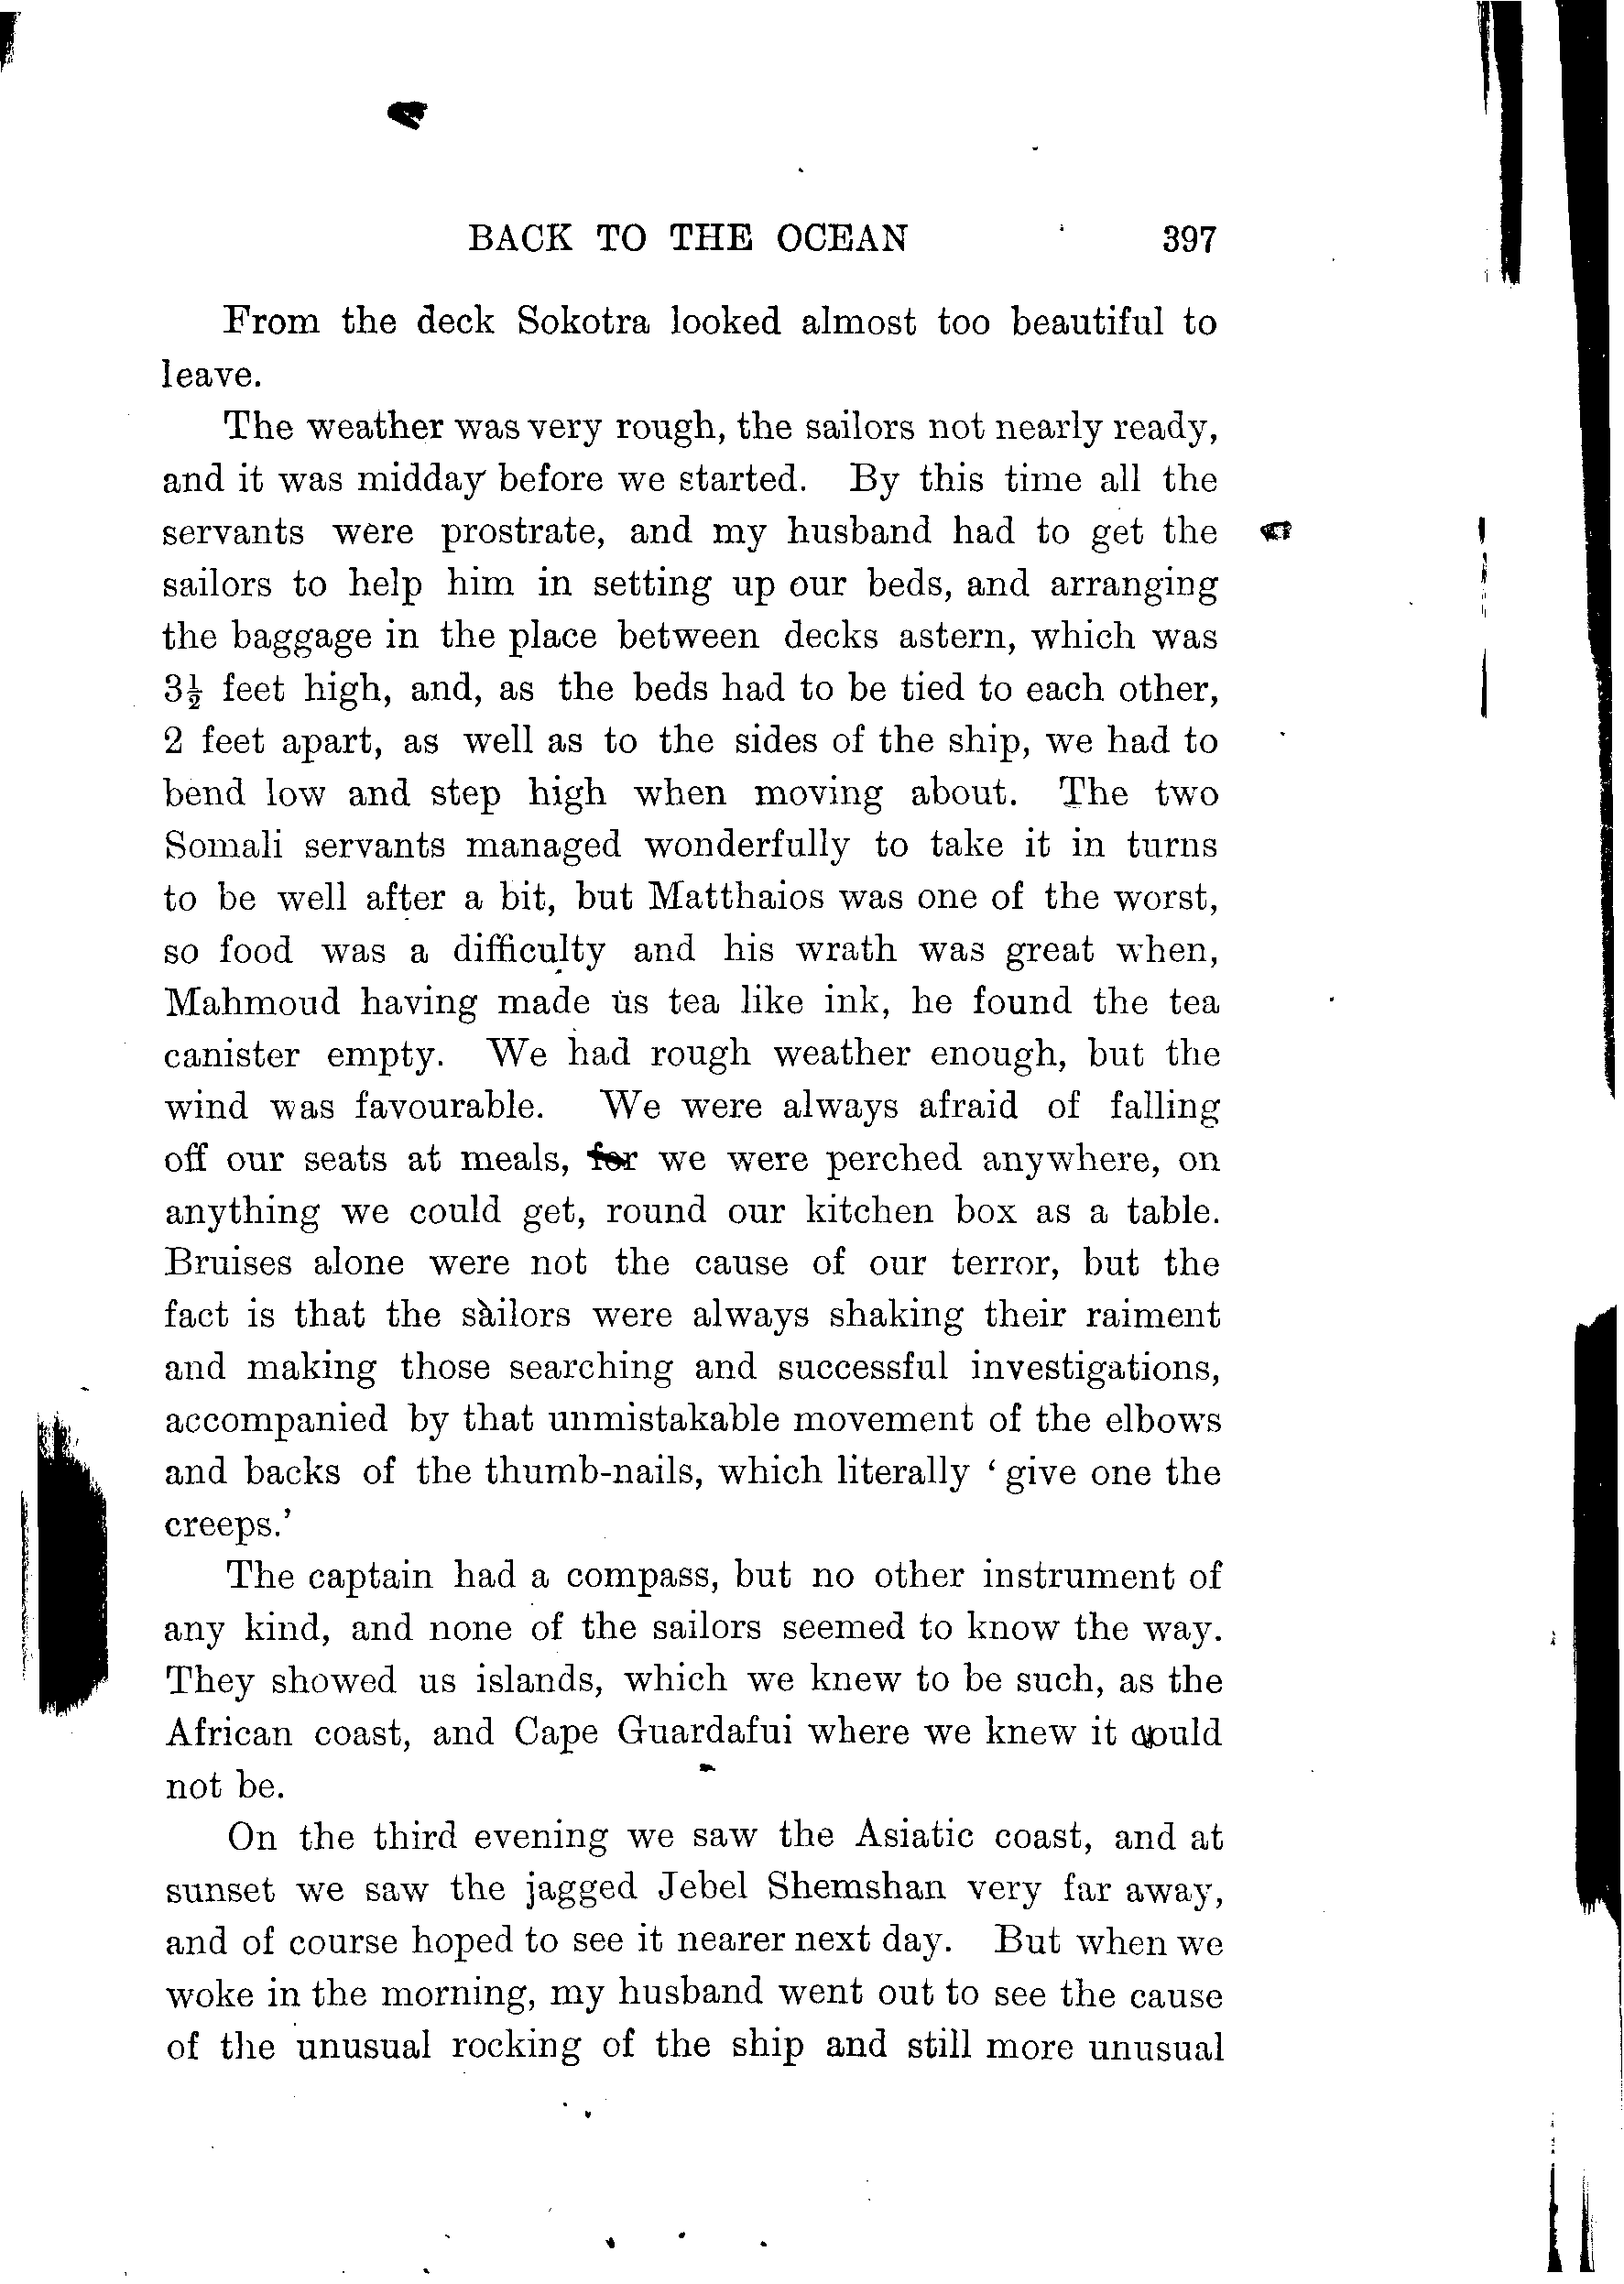 BACK TO THE OCEAN 397
From the deck Sokotra looked almost too beautiful to
leave.
The weather was very rough, the sailors not nearly ready,
and it was midday before we started. By this time all the
servants were prostrate, and my husband had to get the
sailors to help him in setting up our beds, and arranging
the baggage in the place between decks astern, which was
3½ feet high, and, as the beds had to be tied to each other,
2 feet apart, as well as to the sides of the ship, we had to
bend low and step high when moving about. The two
Somali servants managed wonderfully to take it in turns
to be well after a bit, but Matthaios was one of the worst,
so food was a difficulty and his wrath was great when,
Mahmoud having made us tea like ink, he found the tea
canister empty. We had rough weather enough, but the
wind was favourable. We were always afraid of falling
off our seats at meals, for we were perched anywhere, on
anything we could get, round our kitchen box as a table.
Bruises alone were not the cause of our terror, but the
fact is that the sailors were always shaking their raiment
and making those searching and successful investigations,
accompanied by that unmistakable movement of the elbows
and backs of the thumb-nails, which literally ‘give one the
creeps.’
The captain had a compass, but no other instrument of
any kind, and none of the sailors seemed to know the way.
They showed us islands, which we knew to be such, as the
African coast, and Cape Guardafui where we knew it could
not be.
On the third evening we saw the Asiatic coast, and at
sunset we saw the jagged Jebel Shemshan very far away,
and of course hoped to see it nearer next day. But when we
woke in the morning, my husband went out to see the cause
of the unusual rocking of the ship and still more unusual